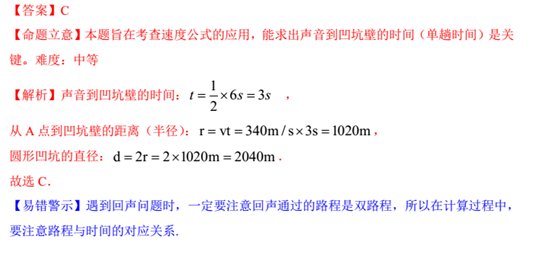 【答案】C
【命题立意】本题旨在考查速度公式的应用，能求出声音到凹坑壁的时间（单趟时间）是关
键。难度：中等
【解析】声音到凹坑壁的时间：t = 1/2 × 6s = 3s ，
从 A 点到凹坑壁的距离（半径）：r = vt = 340m / s × 3s = 1020m ，
圆形凹坑的直径：d = 2r = 2 × 1020m = 2040m .
故选 C．
【易错警示】遇到回声问题时，一定要注意回声通过的路程是双路程，所以在计算过程中，
要注意路程与时间的对应关系.